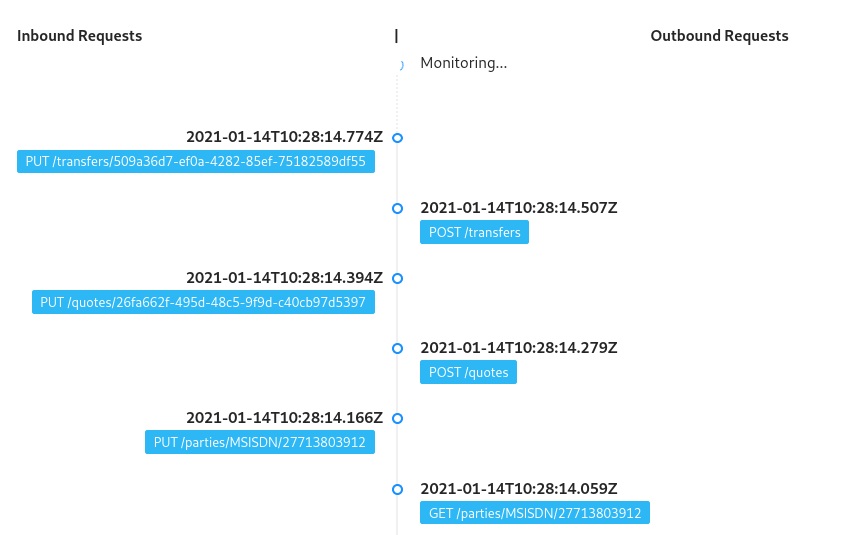 Inbound Requests | Outbound Requests
Monitoring...
2021-01-14T10:28:14.774Z
PUT /transfers/509a36d7-ef0a-4282-85ef-75182589df55
2021-01-14T10:28:14.507Z
POST /transfers
2021-01-14T10:28:14.394Z
PUT /quotes/26fa662f-495d-48c5-9f9d-c40cb97d5397
2021-01-14T10:28:14.279Z
POST /quotes
2021-01-14T10:28:14.166Z
PUT /parties/MSISDN/27713803912
2021-01-14T10:28:14.059Z
GET /parties/MSISDN/27713803912